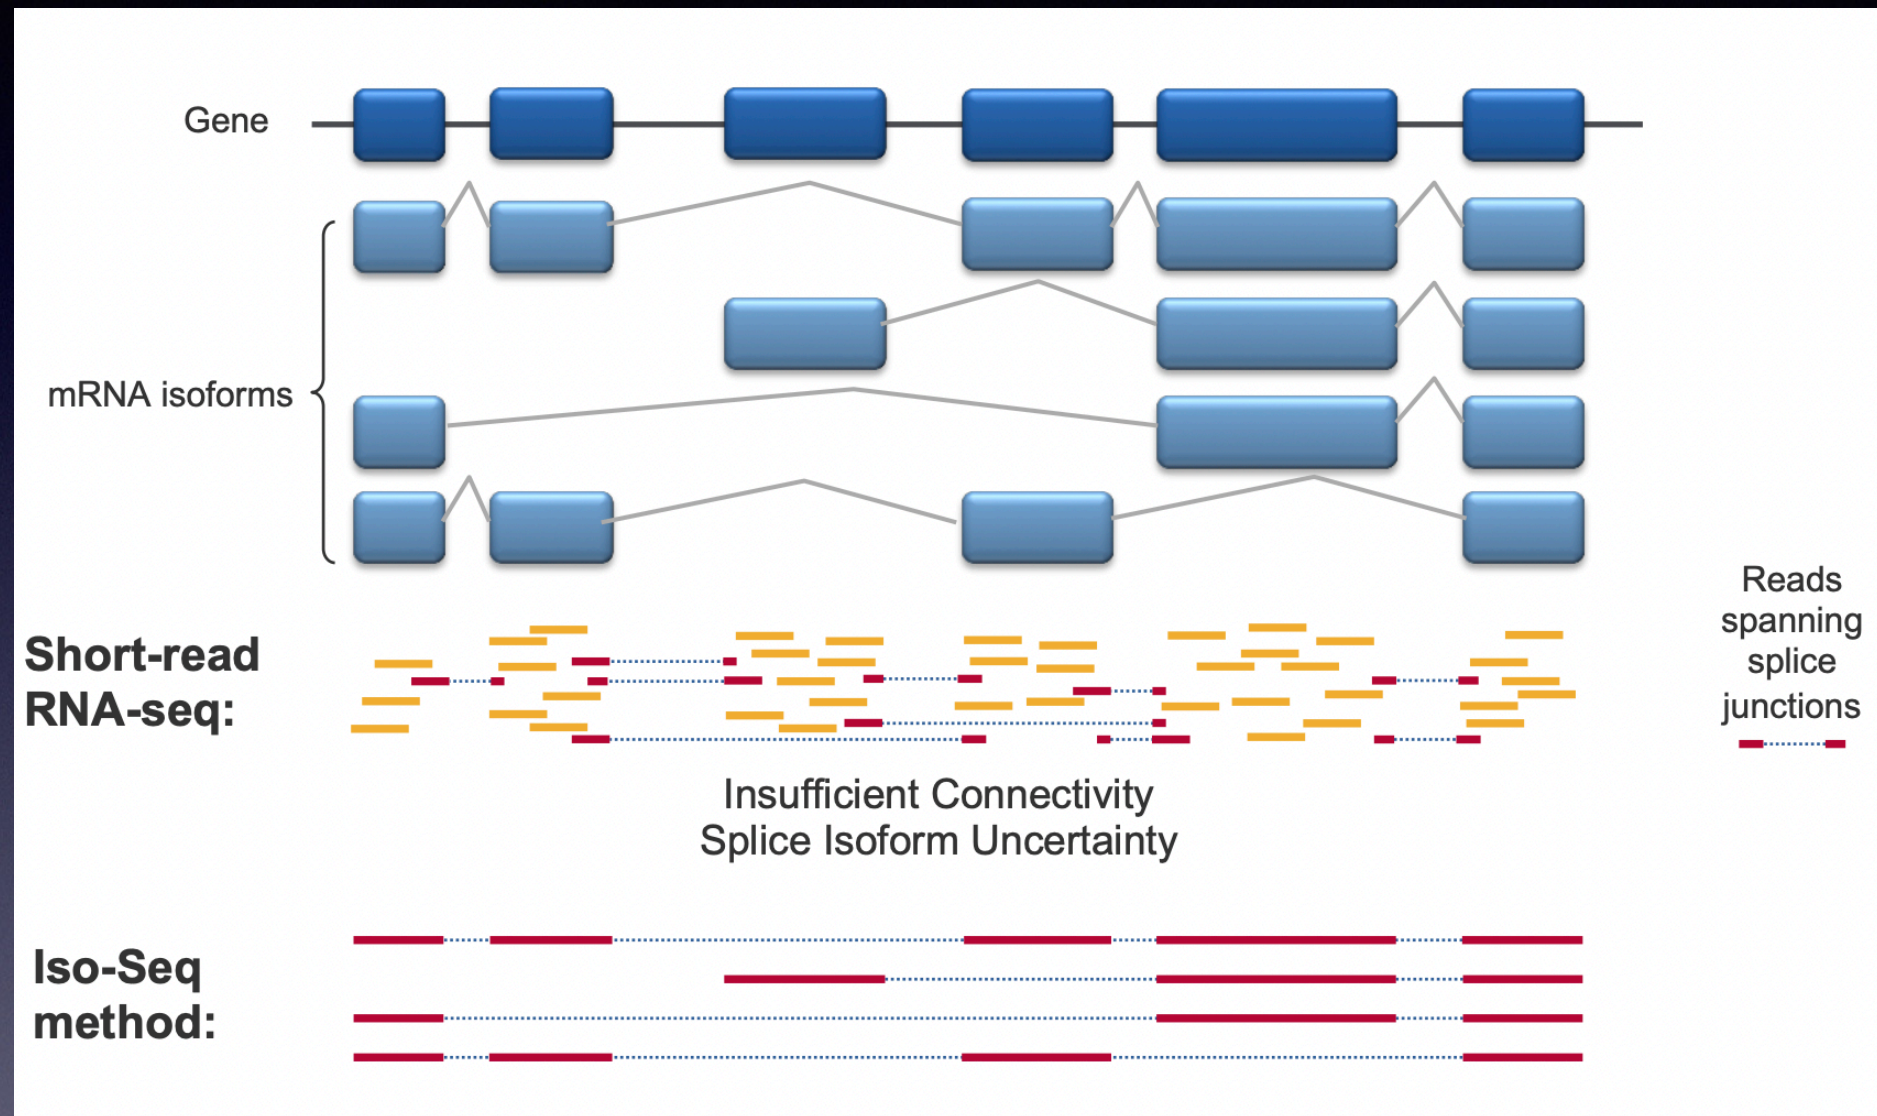 Gene
mRNA isoforms
Reads
spanning
splice
junctions
Short-read
RNA-seq:
Insufficient Connectivity
Splice Isoform Uncertainty
Iso-Seq
method: